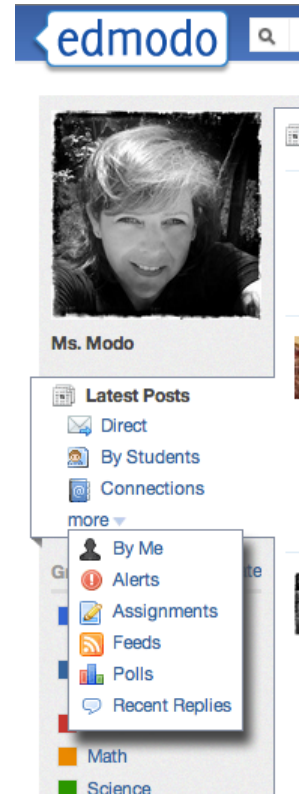 edmodo
Ms. Modo
Latest Posts
Direct
By Students
Connections
more
By Me
Alerts
Assignments
Feeds
Polls
Recent Replies
Math
Science